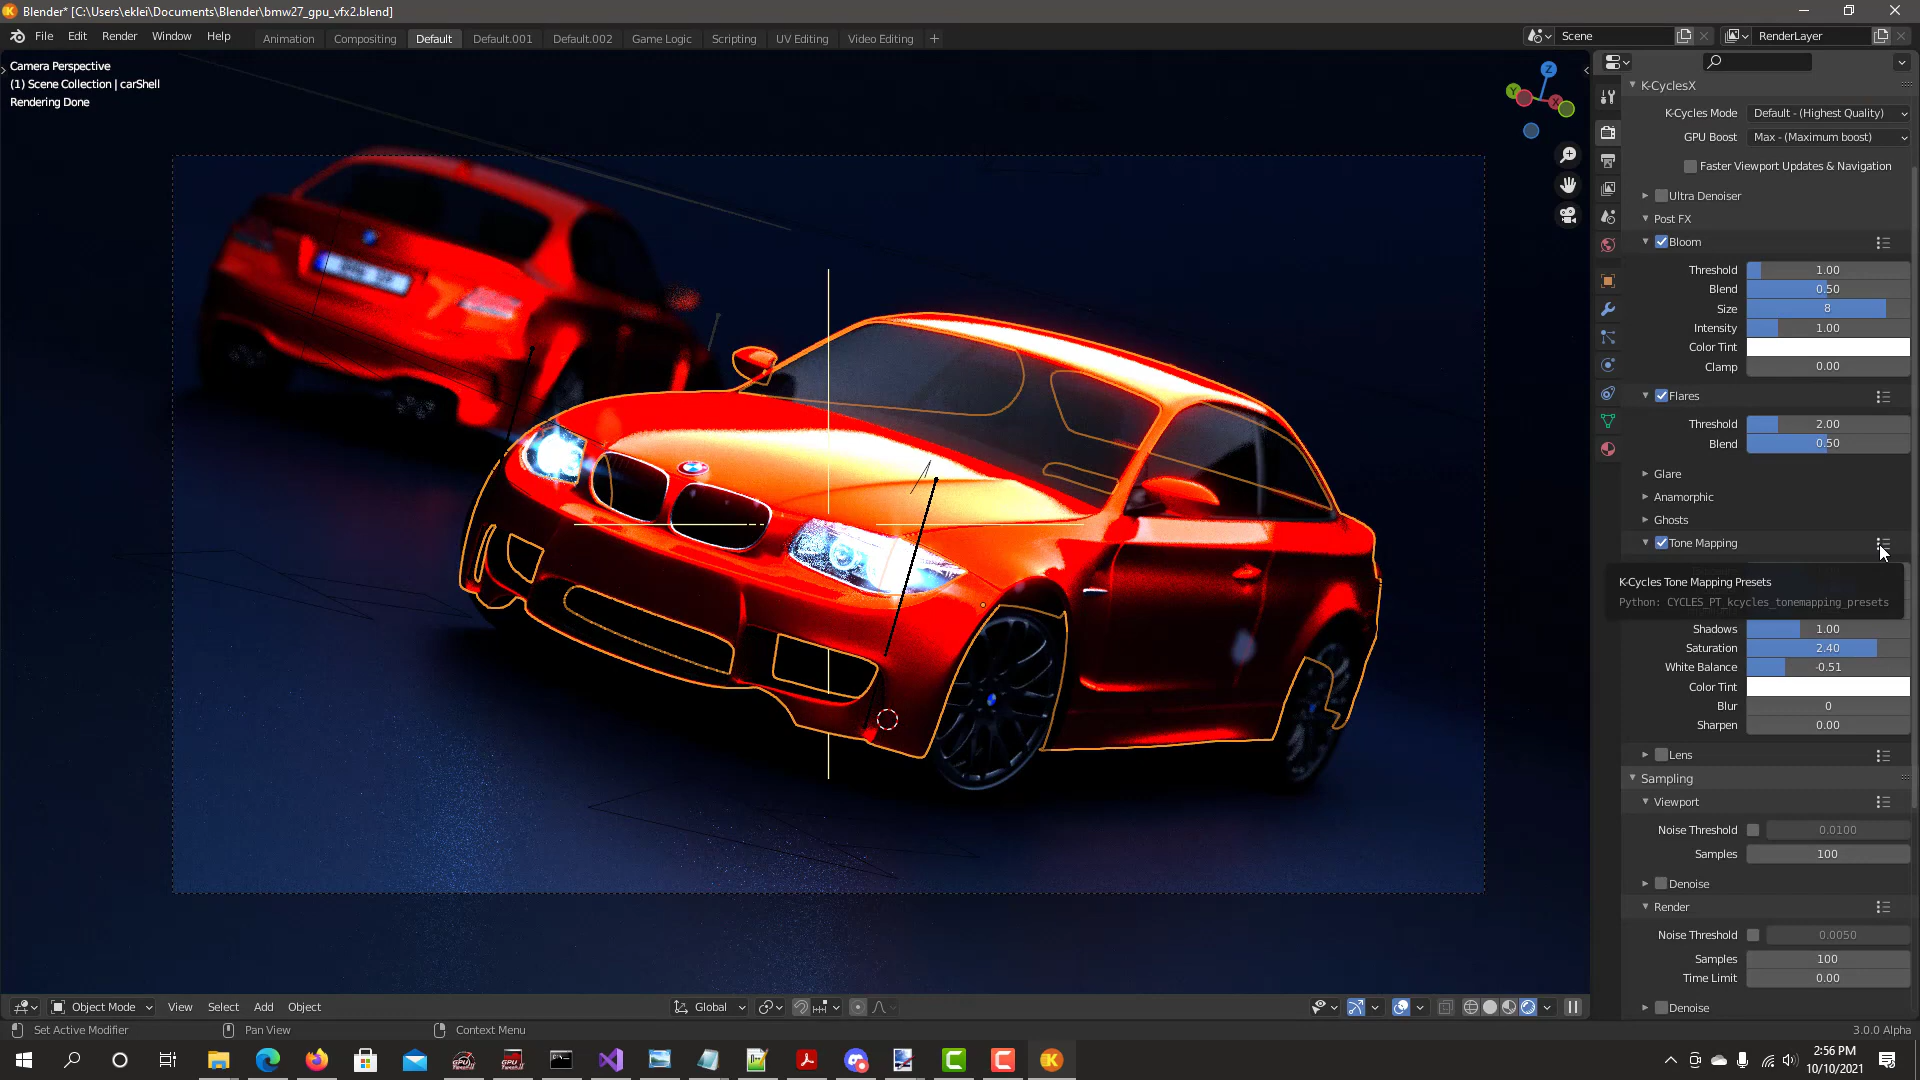 Blender* [C:\Users\eklei\Documents\Blender\bmw27_gpu_vfx2.blend]
File Edit Render Window Help
Animation Compositing Default Default.001 Default.002 Game Logic Scripting UV Editing Video Editing +
Scene
RenderLayer
Camera Perspective
(1) Scene Collection | carShell
Rendering Done
Z
Y
X
K-CyclesX
K-Cycles Mode Default - (Highest Quality)
GPU Boost Max - (Maximum boost)
Faster Viewport Updates & Navigation
Ultra Denoiser
Post FX
Bloom
Threshold 1.00
Blend 0.50
Size 8
Intensity 1.00
Color Tint
Clamp 0.00
Flares
Threshold 2.00
Blend 0.50
Glare
Anamorphic
Ghosts
Tone Mapping
K-Cycles Tone Mapping Presets
Python: CYCLES_PT_kcycles_tonemapping_presets
Shadows 1.00
Saturation 2.40
White Balance -0.51
Color Tint
Blur 0
Sharpen 0.00
Lens
Sampling
Viewport
Noise Threshold 0.0100
Samples 100
Denoise
Render
Noise Threshold 0.0050
Samples 100
Time Limit 0.00
Denoise
Object Mode View Select Add Object
Global
Set Active Modifier
Pan View
Context Menu
3.0.0 Alpha
2:56 PM
10/10/2021